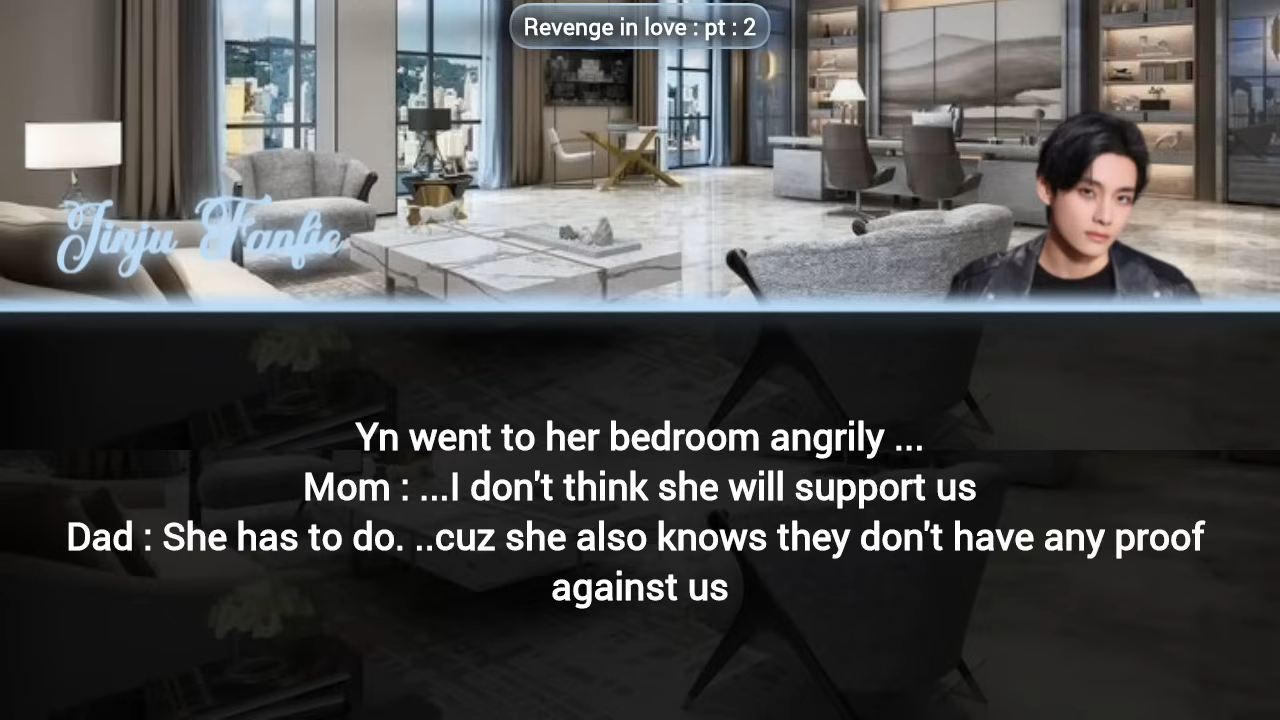 Revenge in love : pt : 2
Jinju Fanfic
Yn went to her bedroom angrily ...
Mom : ...I don't think she will support us
Dad : She has to do. ..cuz she also knows they don't have any proof
against us